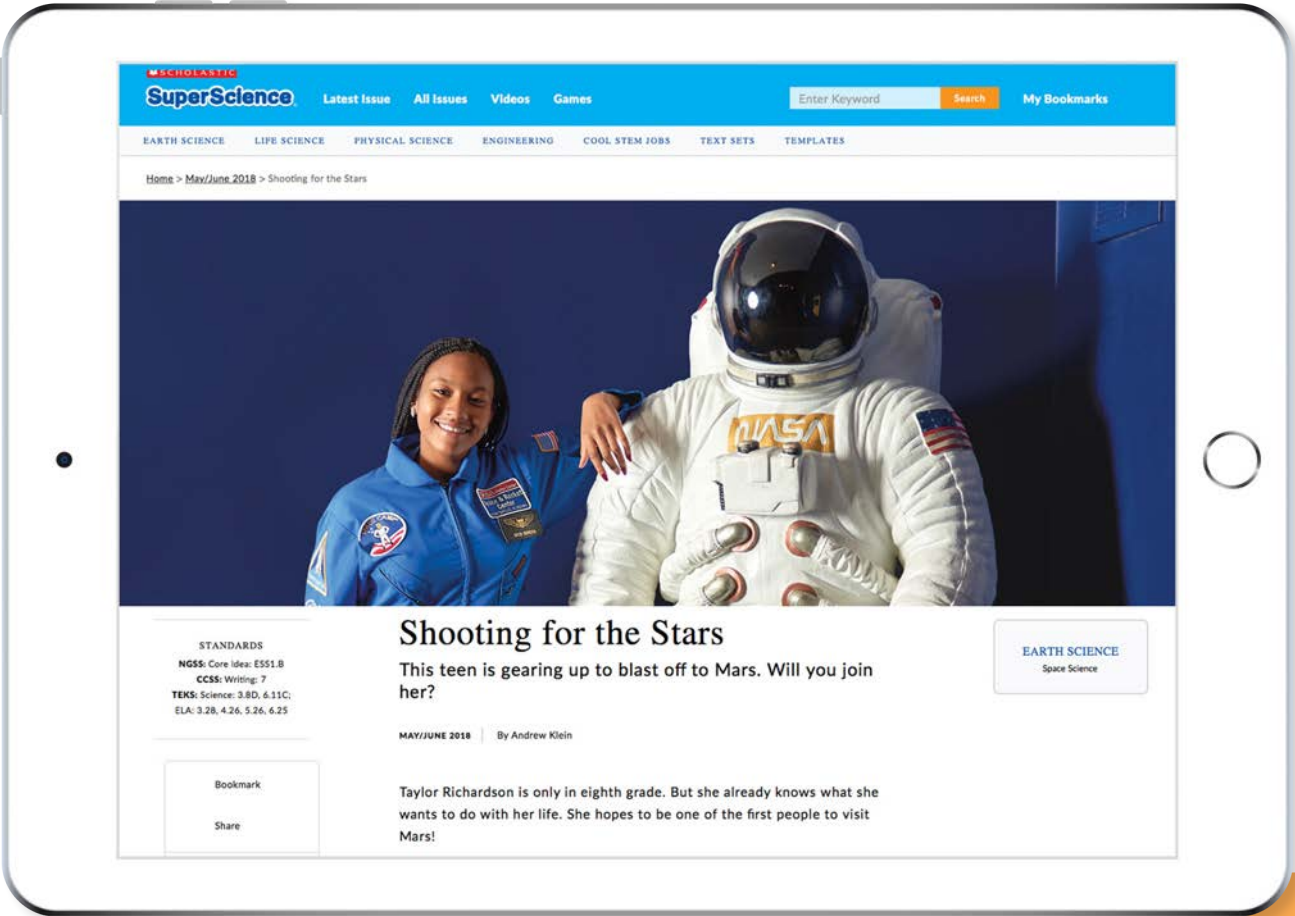 SCHOLASTIC
SuperScience
Latest Issue All Issues Videos Games
Enter Keyword Search My Bookmarks
EARTH SCIENCE LIFE SCIENCE PHYSICAL SCIENCE ENGINEERING COOL STEM JOBS TEXT SETS TEMPLATES
Home > May/June 2018 > Shooting for the Stars
NASA
Space & Rocket
Center
STANDARDS
NGSS: Core Idea: ESS1.B
CCSS: Writing: 7
TEKS: Science: 3.8D, 6.11C;
ELA: 3.28, 4.26, 5.26, 6.25
Bookmark
Share
Shooting for the Stars
This teen is gearing up to blast off to Mars. Will you join
her?
MAY/JUNE 2018 | By Andrew Klein
Taylor Richardson is only in eighth grade. But she already knows what she
wants to do with her life. She hopes to be one of the first people to visit
Mars!
EARTH SCIENCE
Space Science